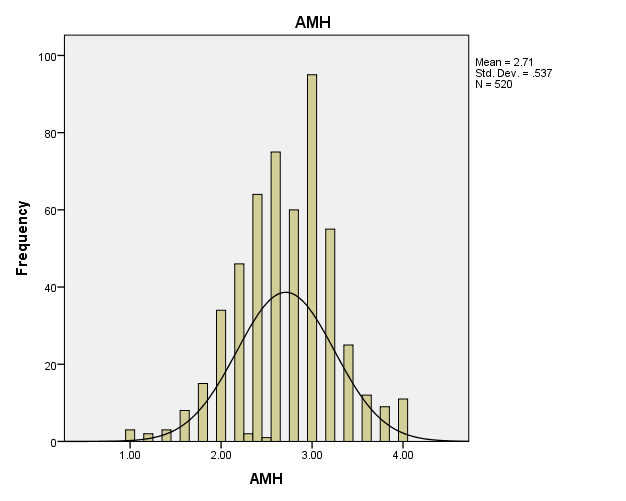 AMH
Mean = 2.71
Std. Dev. = .537
N = 520
100
80
60
40
20
0
Frequency
1.00 2.00 3.00 4.00
AMH